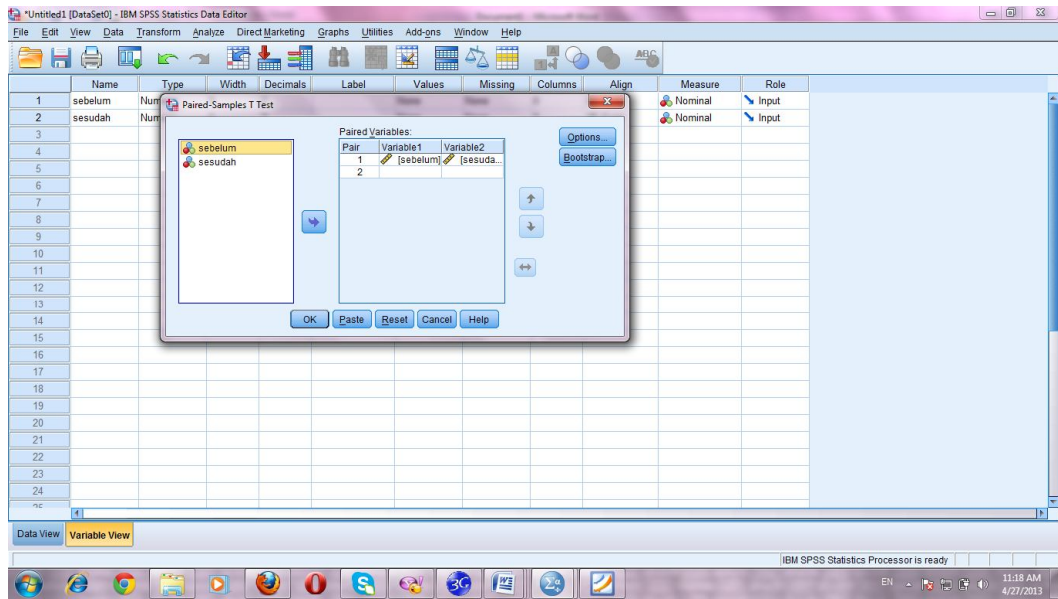 *Untitled1 [DataSet0] - IBM SPSS Statistics Data Editor
File Edit View Data Transform Analyze Direct Marketing Graphs Utilities Add-ons Window Help
Name Type Width Decimals Label Values Missing Columns Align Measure Role
1 sebelum Num Nominal Input
2 sesudah Num Nominal Input
Paired-Samples T Test
sebelum
sesudah
Paired Variables:
Pair Variable1 Variable2
1 [sebelum] [sesuda...
2
Options...
Bootstrap...
OK Paste Reset Cancel Help
3
4
5
6
7
8
9
10
11
12
13
14
15
16
17
18
19
20
21
22
23
24
25
Data View Variable View
IBM SPSS Statistics Processor is ready
EN 11:18 AM
4/27/2013